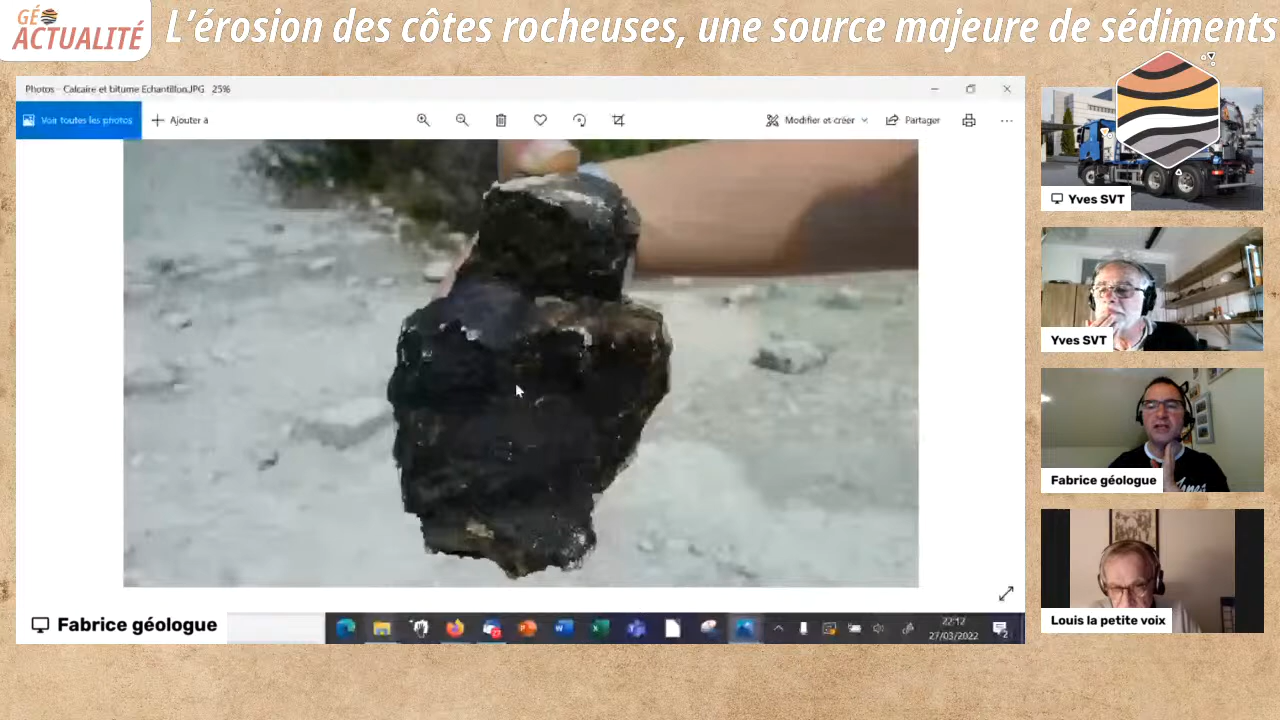 GÉ
ACTUALITÉ
L'érosion des côtes rocheuses, une source majeure de sédiments
Photos - Calcaire et bitume Echantillon.JPG 25%
Voir toutes les photos
Ajouter à
Modifier et créer
Partager
Yves SVT
Yves SVT
Fabrice géologue
Louis la petite voix
Fabrice géologue
22:12
27/03/2022
2